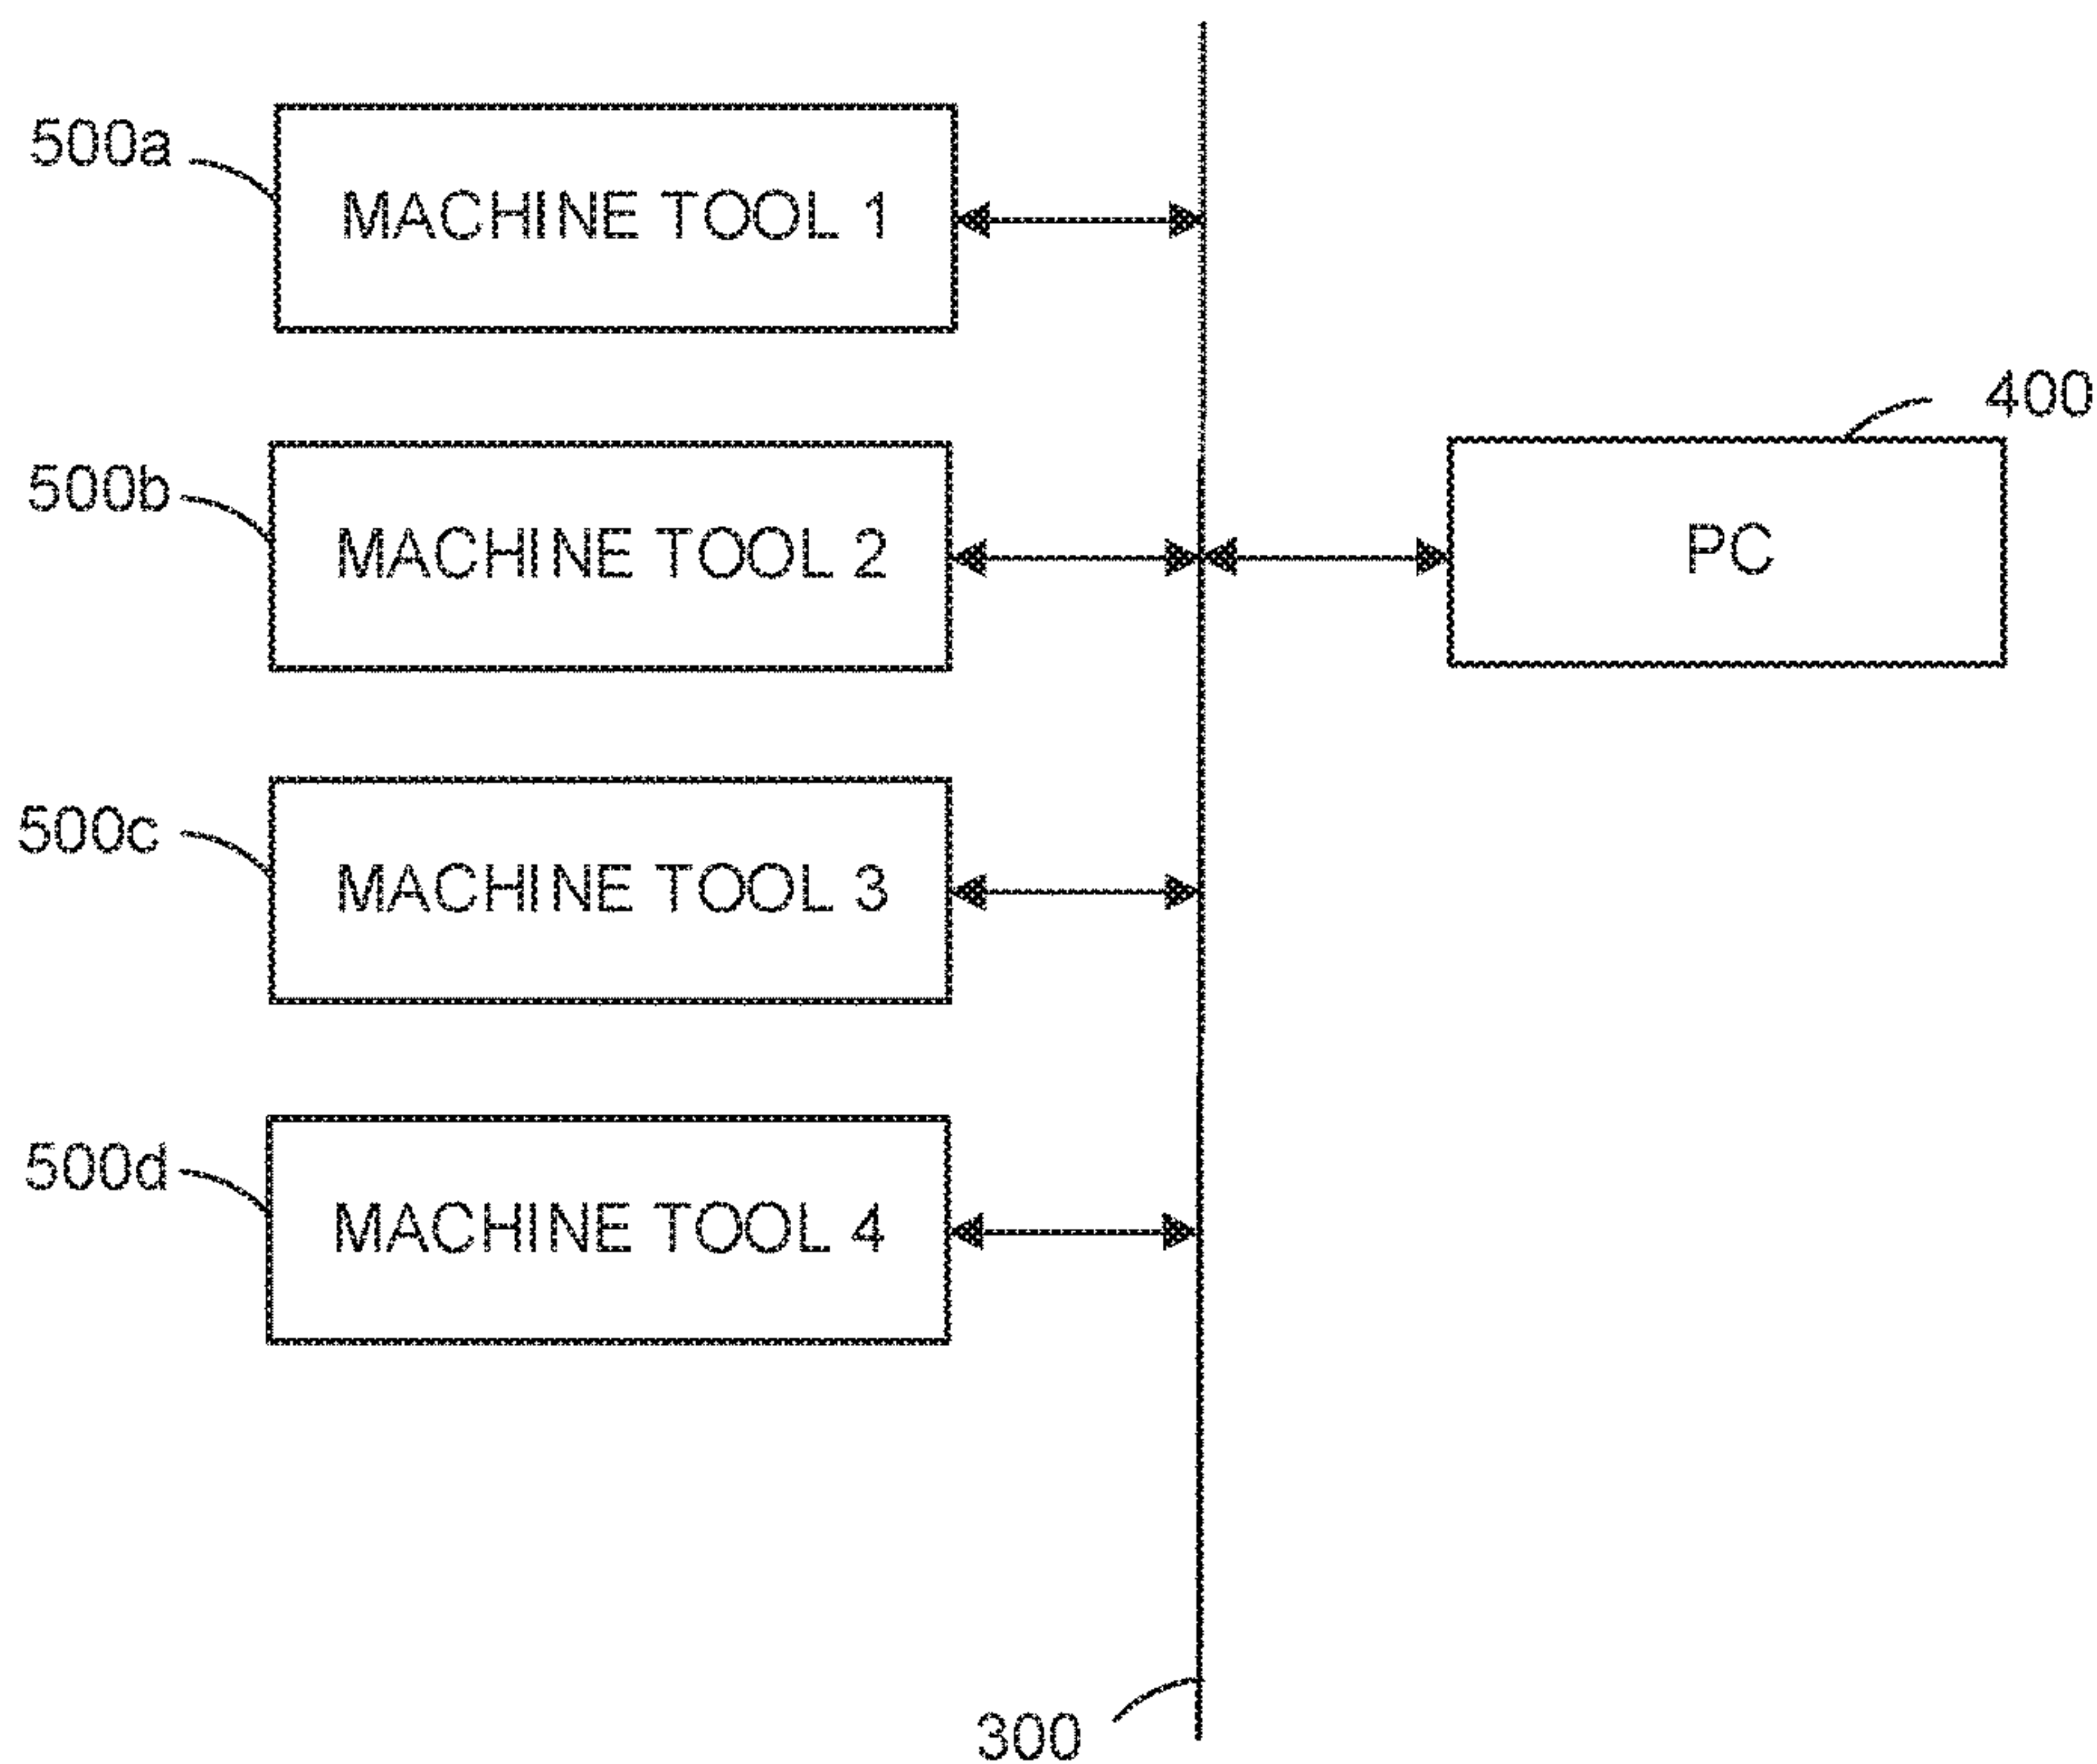 500a
MACHINE TOOL 1
400
500b
MACHINE TOOL 2
PC
500c
MACHINE TOOL 3
500d
MACHINE TOOL 4
300